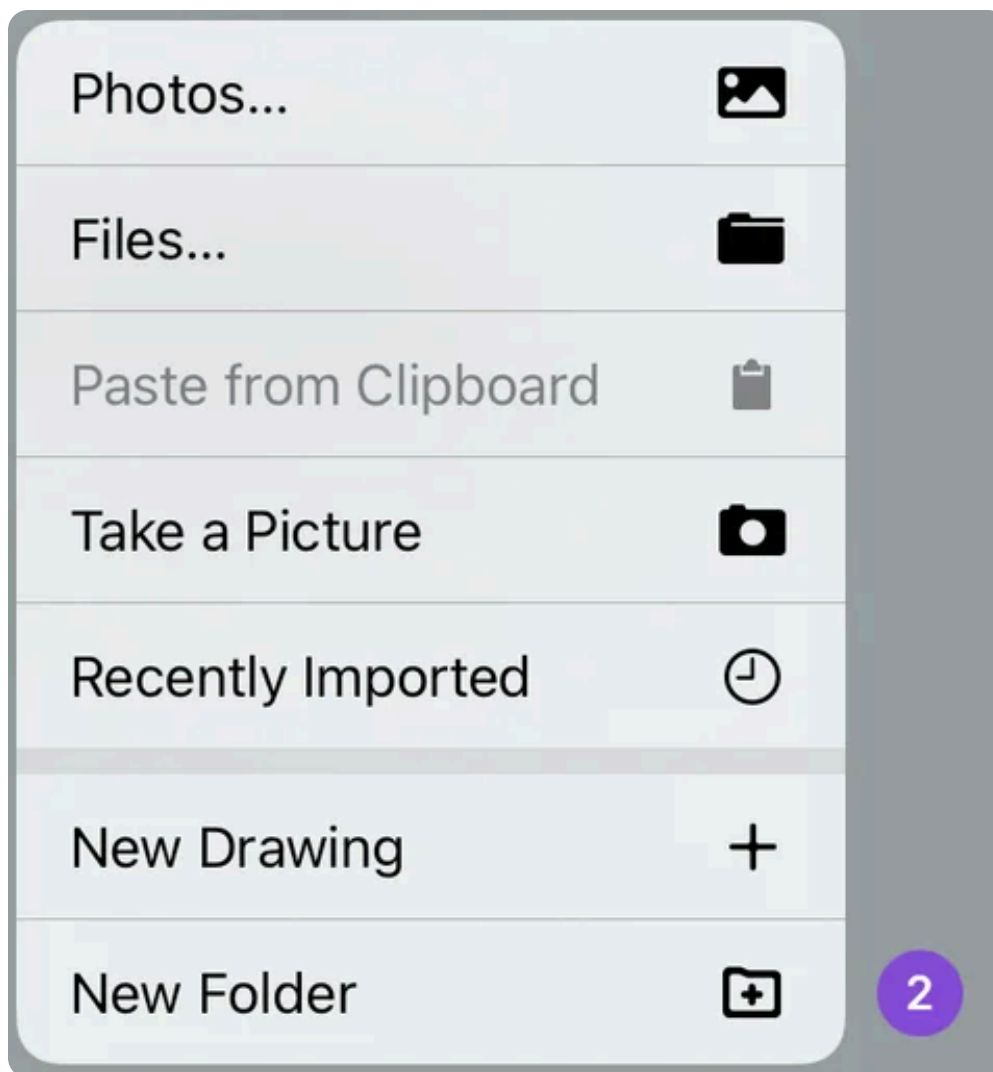 Photos...
Files...
Paste from Clipboard
Take a Picture
Recently Imported
New Drawing
New Folder
2